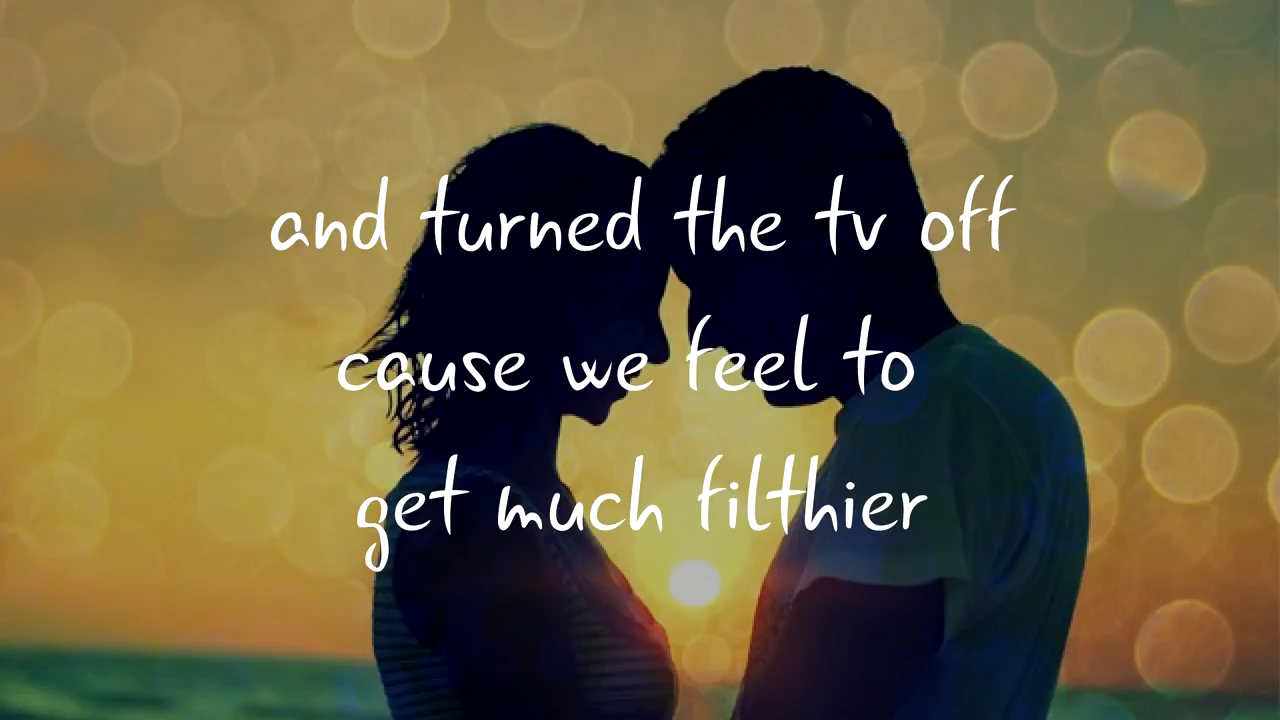 and turned the tv off
cause we feel to
get much filthier